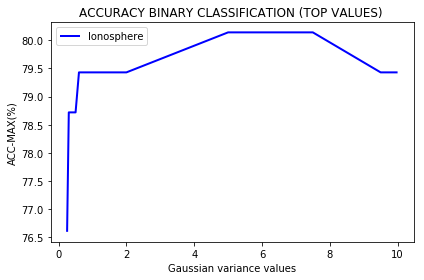 ACCURACY BINARY CLASSIFICATION (TOP VALUES)
Ionosphere
80.0
79.5
79.0
78.5
78.0
77.5
77.0
76.5
ACC-MAX(%)
0 2 4 6 8 10
Gaussian variance values